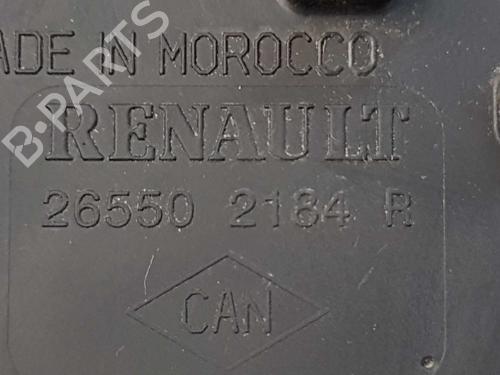 ADE IN MOROCCO
B-PARTS
RENAULT
26550 2184 R
CAN